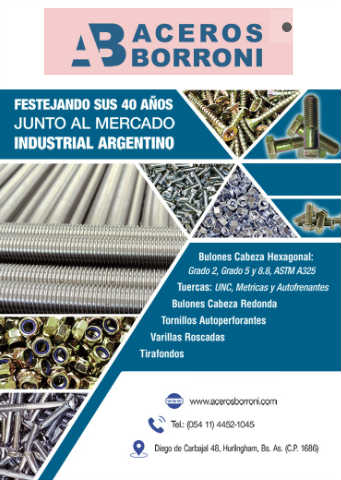 AB ACEROS
BORRONI
FESTEJANDO SUS 40 AÑOS
JUNTO AL MERCADO
INDUSTRIAL ARGENTINO
Bulones Cabeza Hexagonal:
Grado 2, Grado 5 y 8.8, ASTM A325
Tuercas: UNC, Metricas y Autofrenantes
Bulones Cabeza Redonda
Tornillos Autoperforantes
Varillas Roscadas
Tirafondos
www.acerosborroni.com
Tel.: (054 11) 4452-1045
Diego de Carbajal 48, Hurlingham, Bs. As. (C.P. 1686)